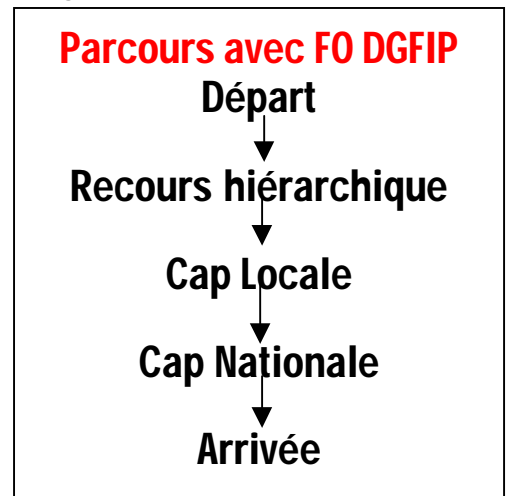 Parcours avec FO DGFIP
Départ
Recours hiérarchique
Cap Locale
Cap Nationale
Arrivée